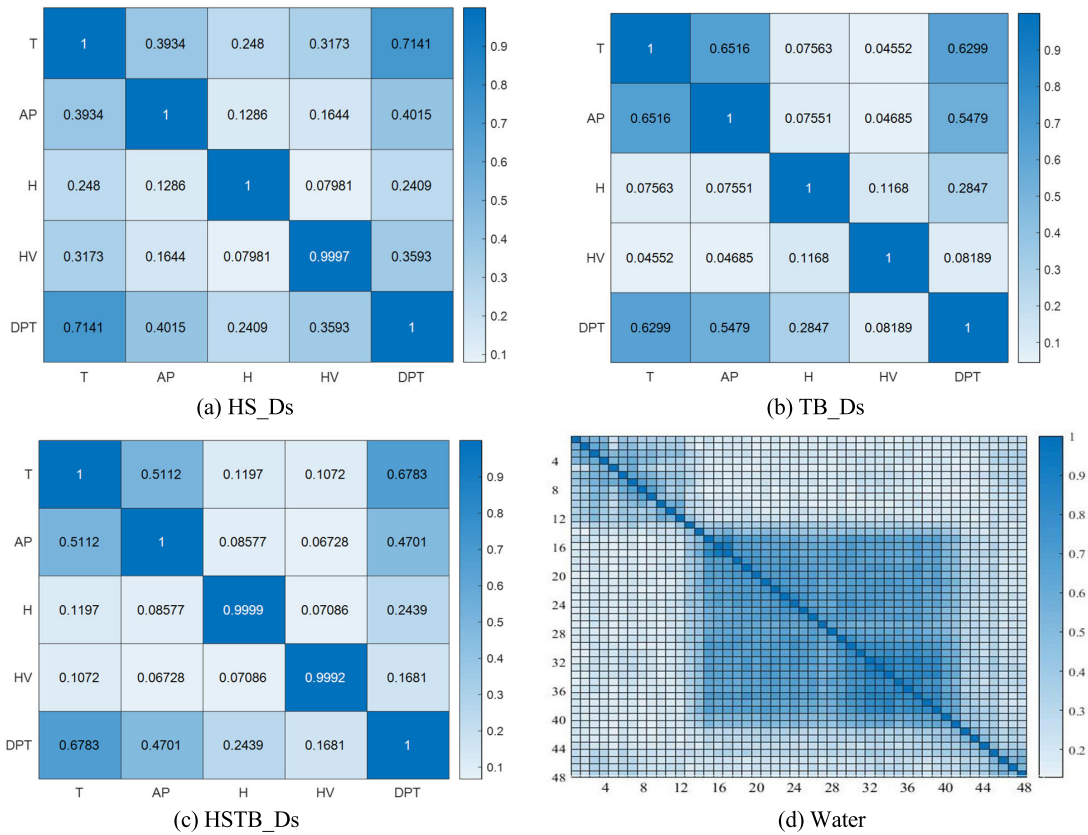 T 1 0.3934 0.248 0.3173 0.7141
AP 0.3934 1 0.1286 0.1644 0.4015
H 0.248 0.1286 1 0.07981 0.2409
HV 0.3173 0.1644 0.07981 0.9997 0.3593
DPT 0.7141 0.4015 0.2409 0.3593 1
T AP H HV DPT
0.9
0.8
0.7
0.6
0.5
0.4
0.3
0.2
0.1
(a) HS_Ds
T 1 0.6516 0.07563 0.04552 0.6299
AP 0.6516 1 0.07551 0.04685 0.5479
H 0.07563 0.07551 1 0.1168 0.2847
HV 0.04552 0.04685 0.1168 1 0.08189
DPT 0.6299 0.5479 0.2847 0.08189 1
T AP H HV DPT
0.9
0.8
0.7
0.6
0.5
0.4
0.3
0.2
0.1
(b) TB_Ds
T 1 0.5112 0.1197 0.1072 0.6783
AP 0.5112 1 0.08577 0.06728 0.4701
H 0.1197 0.08577 0.9999 0.07086 0.2439
HV 0.1072 0.06728 0.07086 0.9992 0.1681
DPT 0.6783 0.4701 0.2439 0.1681 1
T AP H HV DPT
0.9
0.8
0.7
0.6
0.5
0.4
0.3
0.2
0.1
(c) HSTB_Ds
4
8
12
16
20
24
28
32
36
40
44
48
4 8 12 16 20 24 28 32 36 40 44 48
1
0.9
0.8
0.7
0.6
0.5
0.4
0.3
0.2
(d) Water